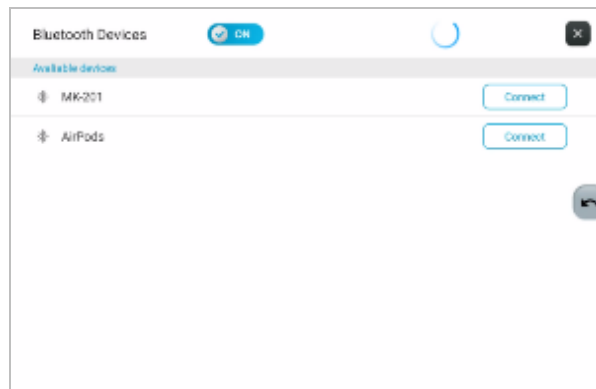 Bluetooth Devices ON
Available devices
MK-201 Connect
AirPods Connect